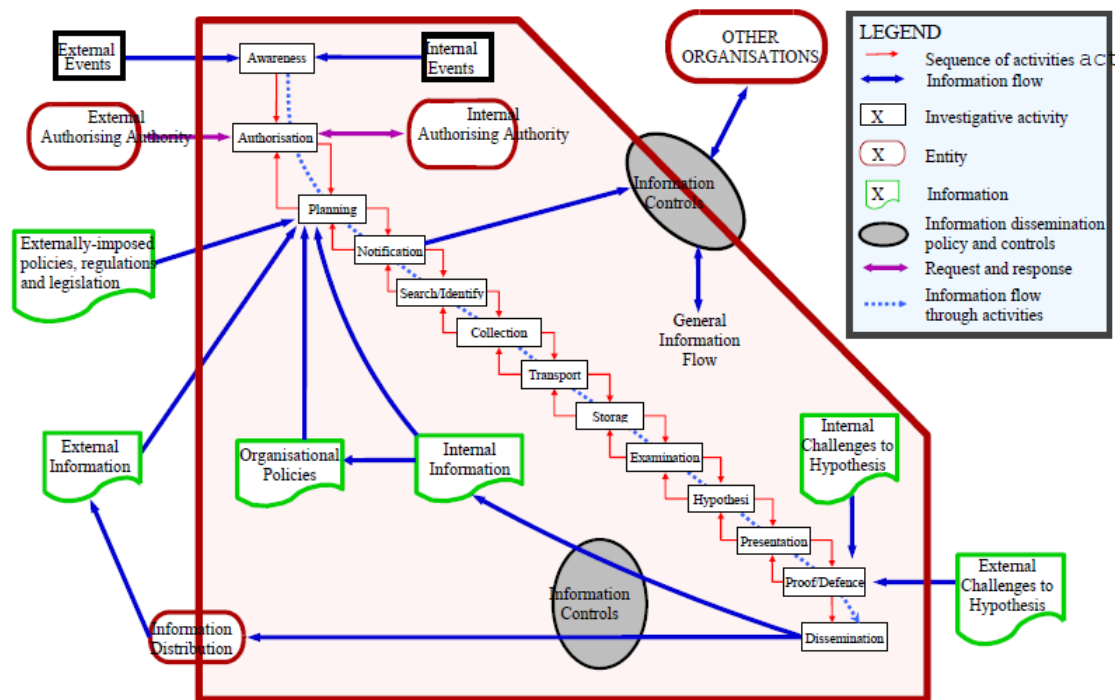 External
Events
Awareness
Internal
Events
OTHER
ORGANISATIONS
LEGEND
Sequence of activities act
Information flow
X Investigative activity
X Entity
X Information
Information dissemination
policy and controls
Request and response
Information flow
through activities
External
Authorising Authority
Authorisation
Internal
Authorising Authority
Information
Controls
Planning
Externally-imposed
policies, regulations
and legislation
Notification
Search/Identify
General
Information
Flow
Collection
Transport
Storag
External
Information
Organisational
Policies
Internal
Information
Examination
Internal
Challenges to
Hypothesis
Hypothesi
Presentation
Proof/Defence
External
Challenges to
Hypothesis
Information
Controls
Information
Distribution
Dissemination